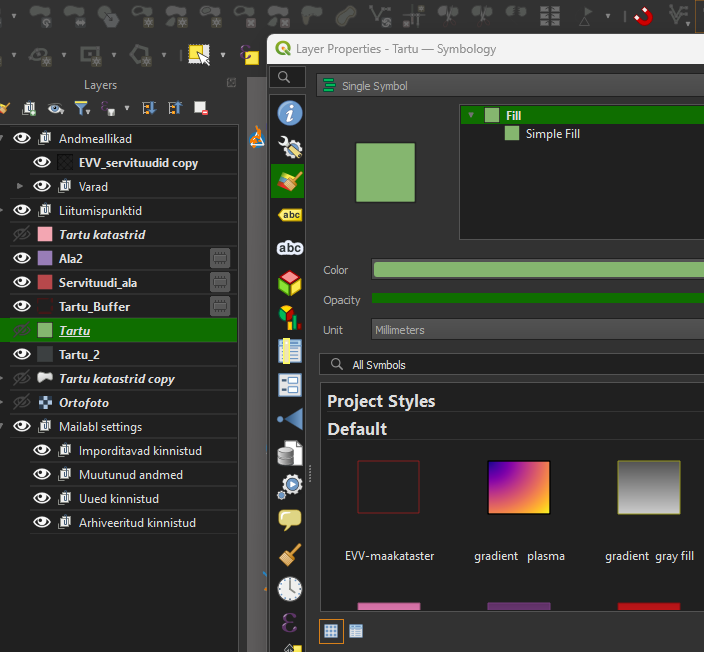 Layer Properties - Tartu — Symbology
Layers
Andmeallikad
EVV_servituudid copy
Varad
Liitumispunktid
Tartu katastrid
Ala2
Servituudi_ala
Tartu_Buffer
Tartu
Tartu_2
Tartu katastrid copy
Ortofoto
Mailabl settings
Imporditavad kinnistud
Muutunud andmed
Uued kinnistud
Arhiveeritud kinnistud
abc
abc
Single Symbol
Fill
Simple Fill
Color
Opacity
Unit
Millimeters
All Symbols
Project Styles
Default
EVV-maakataster
gradient plasma
gradient gray fill